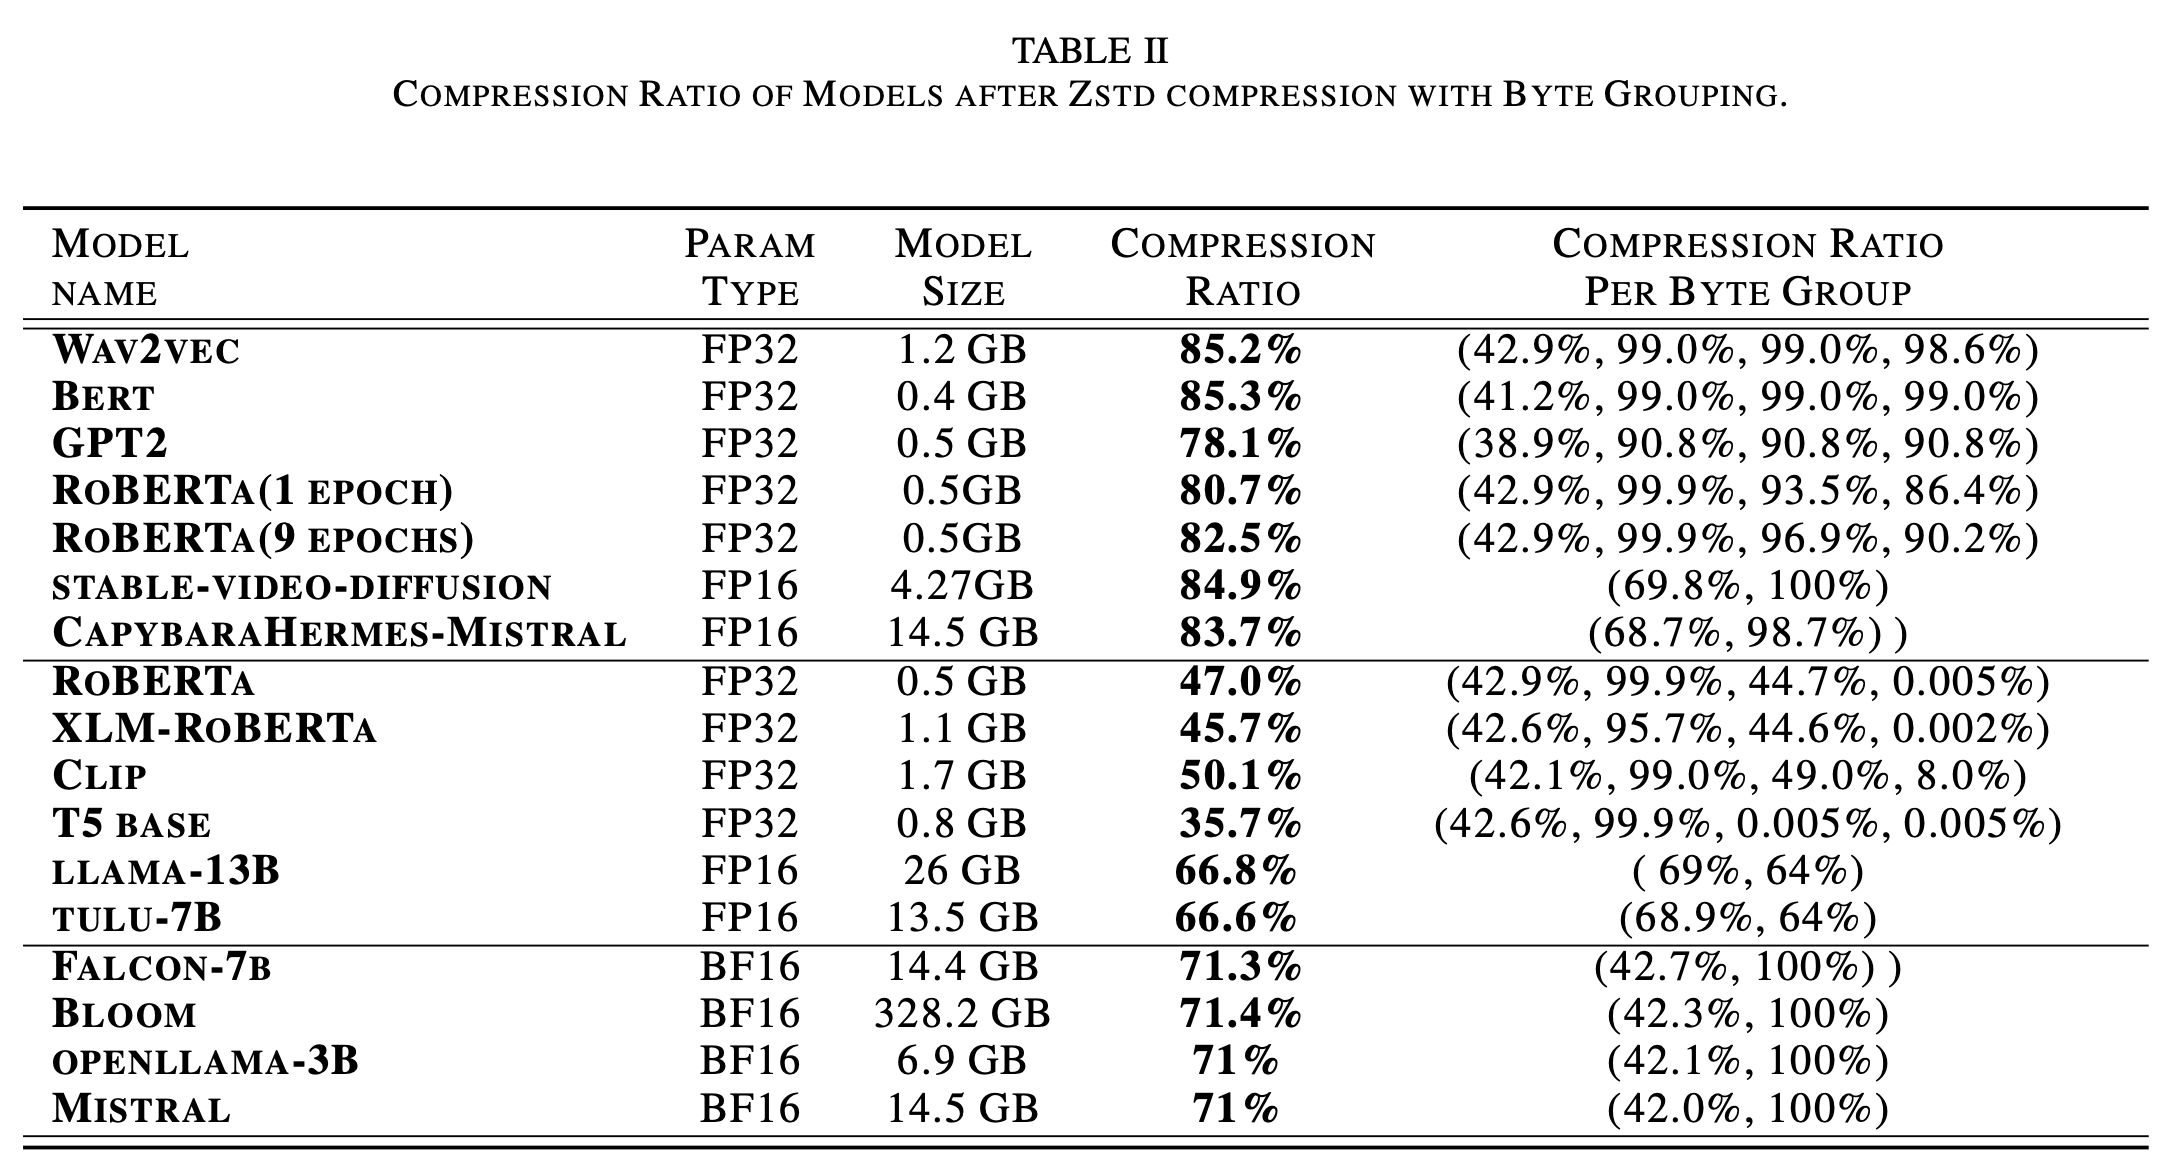 TABLE II
COMPRESSION RATIO OF MODELS AFTER ZSTD COMPRESSION WITH BYTE GROUPING.
MODEL NAME PARAM TYPE MODEL SIZE COMPRESSION RATIO COMPRESSION RATIO PER BYTE GROUP
WAV2VEC FP32 1.2 GB 85.2% (42.9%, 99.0%, 99.0%, 98.6%)
BERT FP32 0.4 GB 85.3% (41.2%, 99.0%, 99.0%, 99.0%)
GPT2 FP32 0.5 GB 78.1% (38.9%, 90.8%, 90.8%, 90.8%)
ROBERTA(1 EPOCH) FP32 0.5GB 80.7% (42.9%, 99.9%, 93.5%, 86.4%)
ROBERTA(9 EPOCHS) FP32 0.5GB 82.5% (42.9%, 99.9%, 96.9%, 90.2%)
STABLE-VIDEO-DIFFUSION FP16 4.27GB 84.9% (69.8%, 100%)
CAPYBARAHERMES-MISTRAL FP16 14.5 GB 83.7% (68.7%, 98.7%) )
ROBERTA FP32 0.5 GB 47.0% (42.9%, 99.9%, 44.7%, 0.005%)
XLM-ROBERTA FP32 1.1 GB 45.7% (42.6%, 95.7%, 44.6%, 0.002%)
CLIP FP32 1.7 GB 50.1% (42.1%, 99.0%, 49.0%, 8.0%)
T5 BASE FP32 0.8 GB 35.7% (42.6%, 99.9%, 0.005%, 0.005%)
LLAMA-13B FP16 26 GB 66.8% ( 69%, 64%)
TULU-7B FP16 13.5 GB 66.6% (68.9%, 64%)
FALCON-7B BF16 14.4 GB 71.3% (42.7%, 100%) )
BLOOM BF16 328.2 GB 71.4% (42.3%, 100%)
OPENLLAMA-3B BF16 6.9 GB 71% (42.1%, 100%)
MISTRAL BF16 14.5 GB 71% (42.0%, 100%)